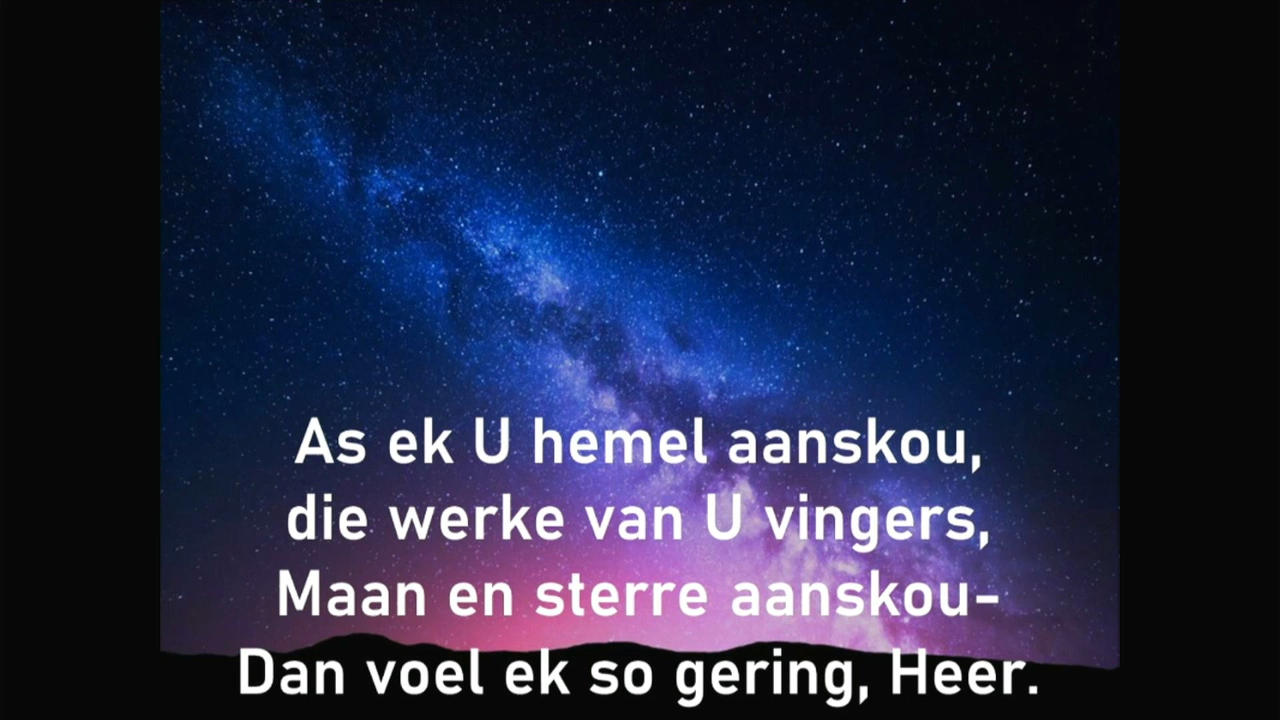 As ek U hemel aanskou,
die werke van U vingers,
Maan en sterre aanskou-
Dan voel ek so gering, Heer.